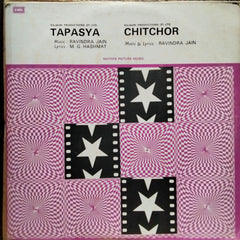 EMI
RAJSHRI PRODUCTIONS (P) LTD.
TAPASYA
Music : RAVINDRA JAIN
Lyrics : M. G. HASHMAT
RAJSHRI PRODUCTIONS (P) LTD.
CHITCHOR
Music & Lyrics : RAVINDRA JAIN
MOTION PICTURE MUSIC